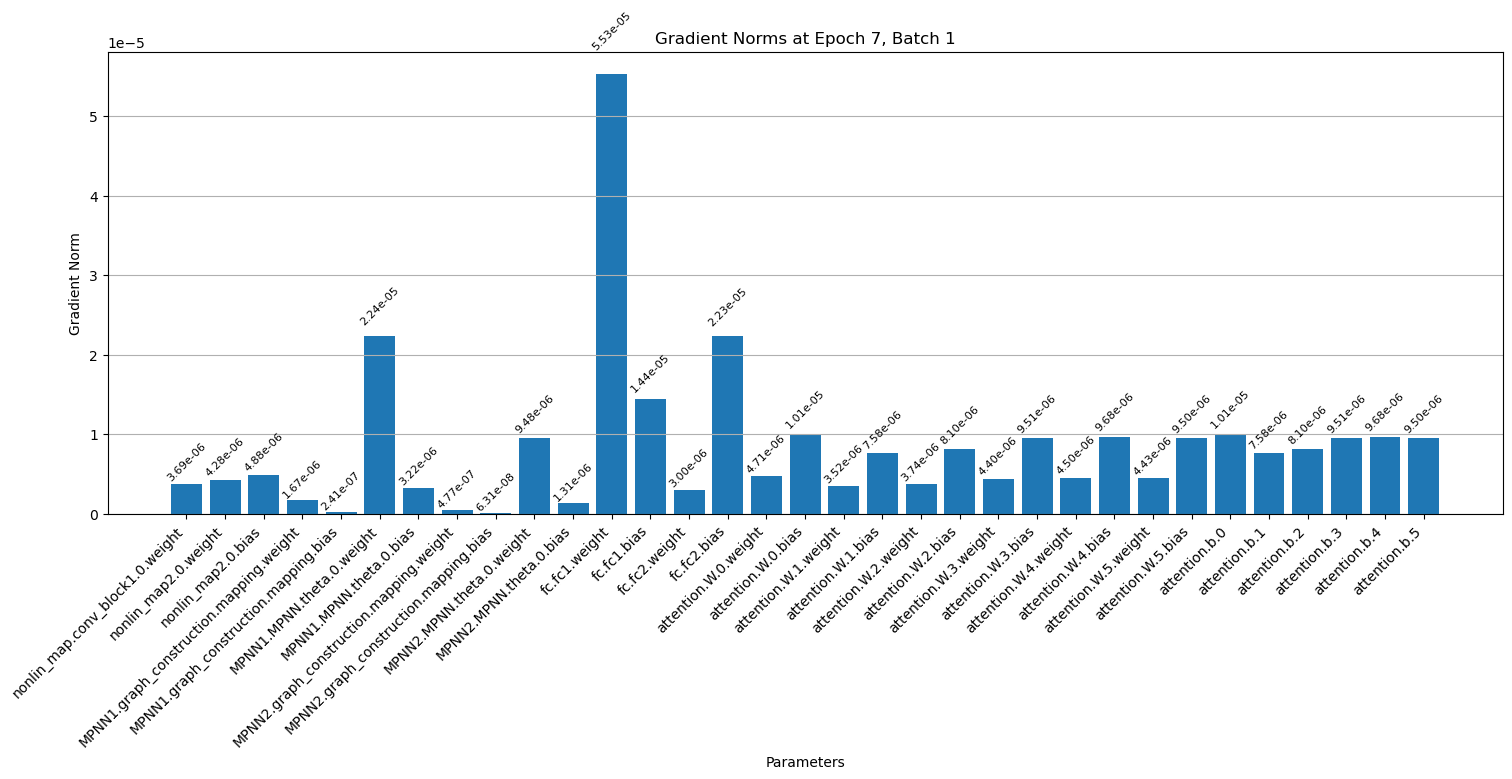 Gradient Norms at Epoch 7, Batch 1
1e−5
Gradient Norm
5
4
3
2
1
0
3.69e-06
4.28e-06
4.88e-06
1.67e-06
2.41e-07
2.24e-05
3.22e-06
4.77e-07
6.31e-08
9.48e-06
1.31e-06
5.53e-05
1.44e-05
3.00e-06
2.23e-05
4.71e-06
1.01e-05
3.52e-06
7.58e-06
3.74e-06
8.10e-06
4.40e-06
9.51e-06
4.50e-06
9.68e-06
4.43e-06
9.50e-06
1.01e-05
7.58e-06
8.10e-06
9.51e-06
9.68e-06
9.50e-06
nonlin_map.conv_block1.0.weight
nonlin_map2.0.weight
nonlin_map2.0.bias
MPNN1.graph_construction.mapping.weight
MPNN1.graph_construction.mapping.bias
MPNN1.MPNN.theta.0.weight
MPNN1.MPNN.theta.0.bias
MPNN2.graph_construction.mapping.weight
MPNN2.graph_construction.mapping.bias
MPNN2.MPNN.theta.0.weight
MPNN2.MPNN.theta.0.bias
fc.fc1.weight
fc.fc1.bias
fc.fc2.weight
fc.fc2.bias
attention.W.0.weight
attention.W.0.bias
attention.W.1.weight
attention.W.1.bias
attention.W.2.weight
attention.W.2.bias
attention.W.3.weight
attention.W.3.bias
attention.W.4.weight
attention.W.4.bias
attention.W.5.weight
attention.W.5.bias
attention.b.0
attention.b.1
attention.b.2
attention.b.3
attention.b.4
attention.b.5
Parameters